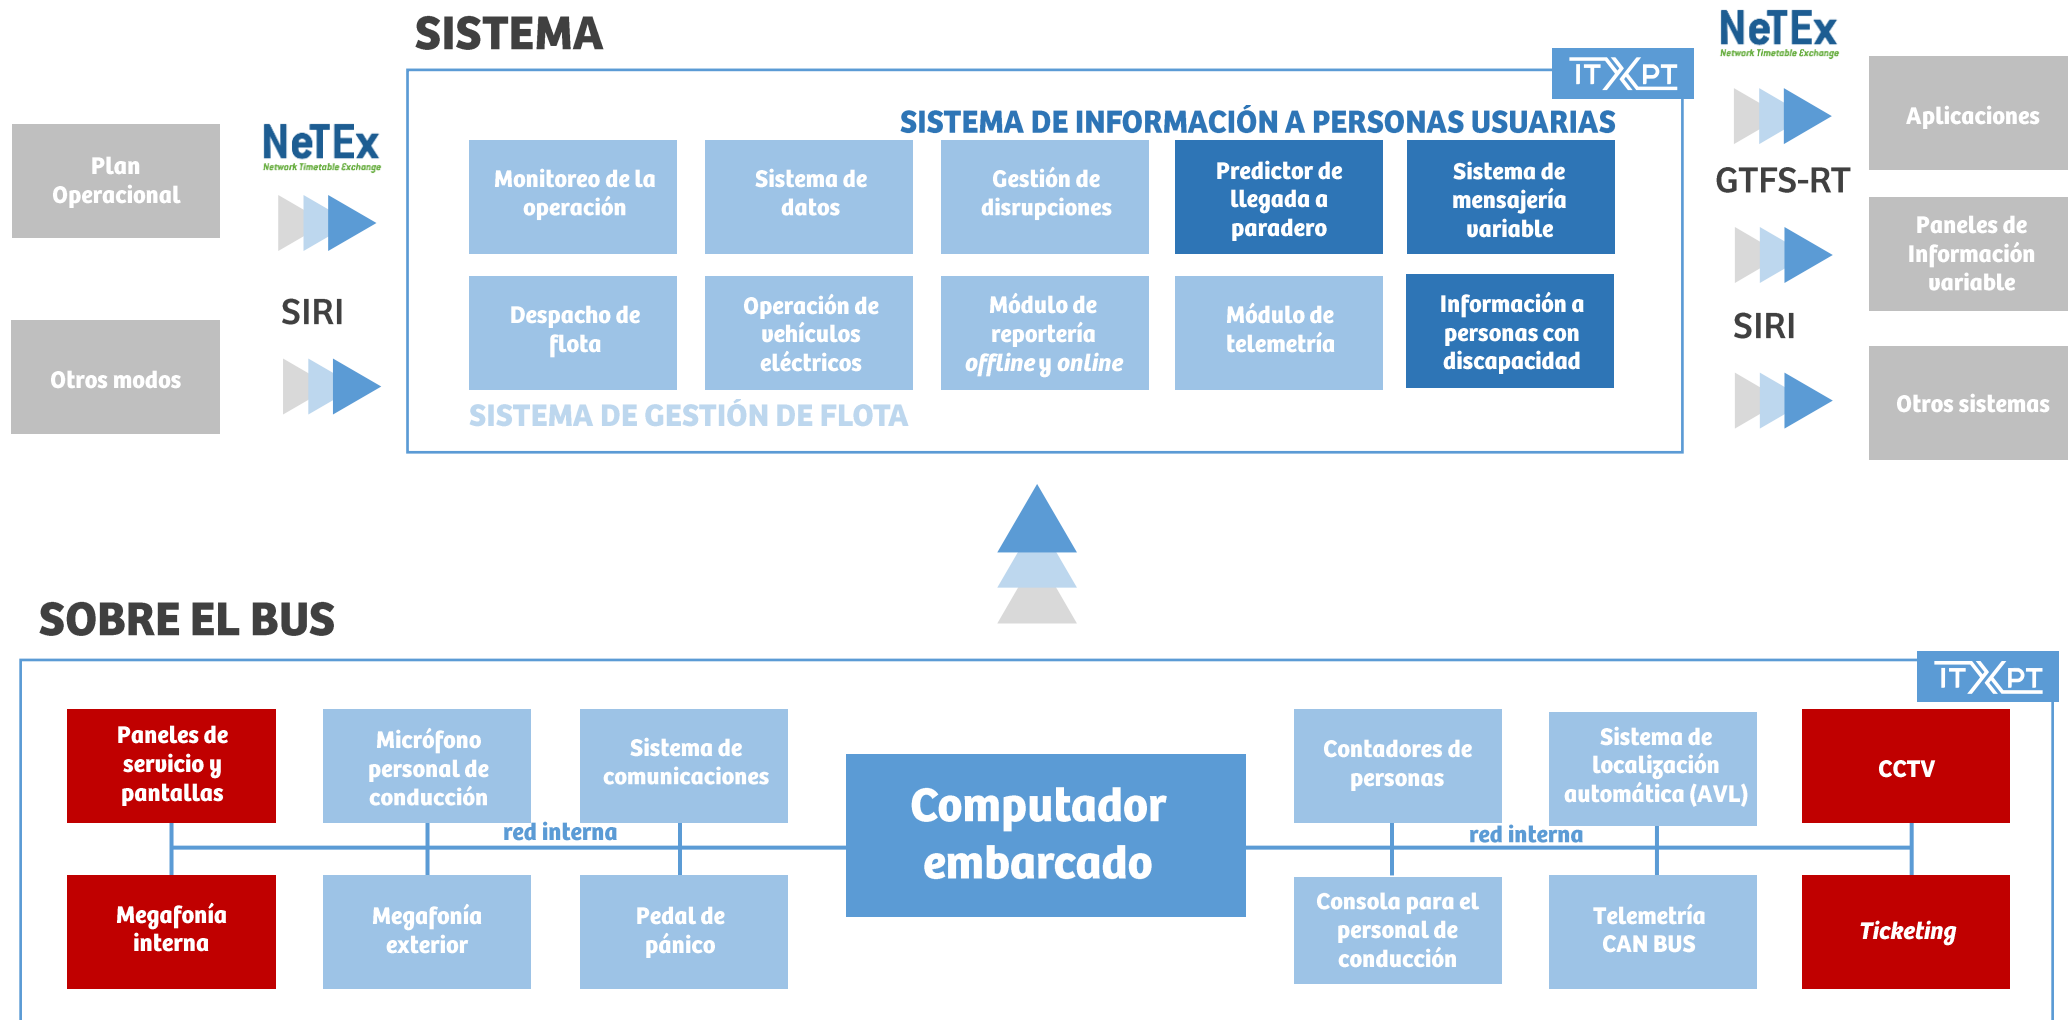 SISTEMA
NeTEx
Network Timetable Exchange
ITXPT
SISTEMA DE INFORMACIÓN A PERSONAS USUARIAS
Plan
Operacional
NeTEx
Network Timetable Exchange
SIRI
Otros modos
Monitoreo de la
operación
Sistema de
datos
Gestión de
disrupciones
Predictor de
llegada a
paradero
Sistema de
mensajería
variable
Despacho de
flota
Operación de
vehículos
eléctricos
Módulo de
reportería
offline y online
Módulo de
telemetría
Información a
personas con
discapacidad
SISTEMA DE GESTIÓN DE FLOTA
GTFS-RT
SIRI
Aplicaciones
Paneles de
Información
variable
Otros sistemas
SOBRE EL BUS
ITXPT
Paneles de
servicio y
pantallas
Micrófono
personal de
conducción
Sistema de
comunicaciones
red interna
Megafonía
interna
Megafonía
exterior
Pedal de
pánico
Computador
embarcado
Contadores de
personas
Sistema de
localización
automática (AVL)
CCTV
red interna
Consola para el
personal de
conducción
Telemetría
CAN BUS
Ticketing